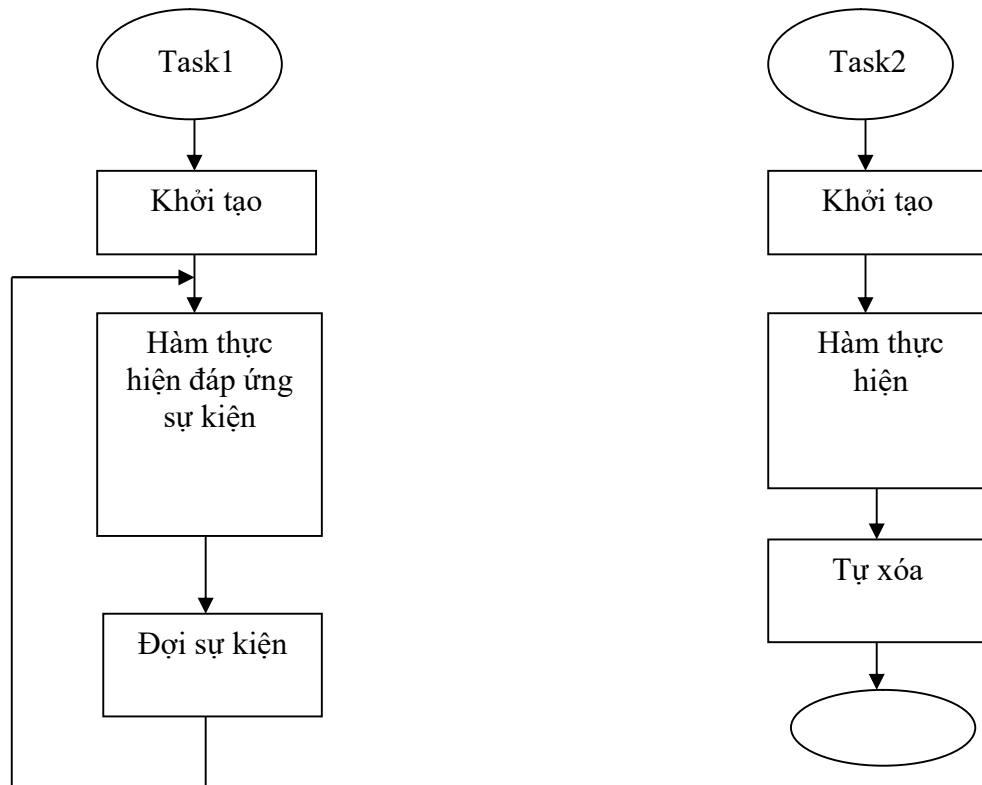 Task1
Khởi tạo
Hàm thực
hiện đáp ứng
sự kiện
Đợi sự kiện
Task2
Khởi tạo
Hàm thực
hiện
Tự xóa